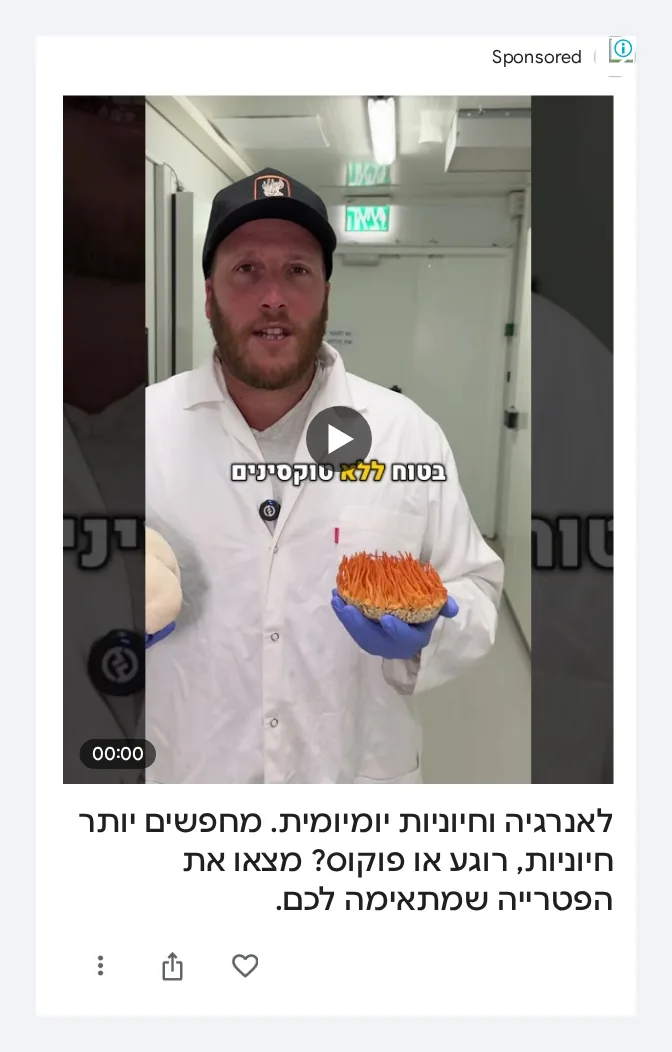 Sponsored
יציאה
בטוח ללא טוקסינים
00:00
לאנרגיה וחיוניות יומיומית. מחפשים יותר
חיוניות, רוגע או פוקוס? מצאו את
הפטרייה שמתאימה לכם.